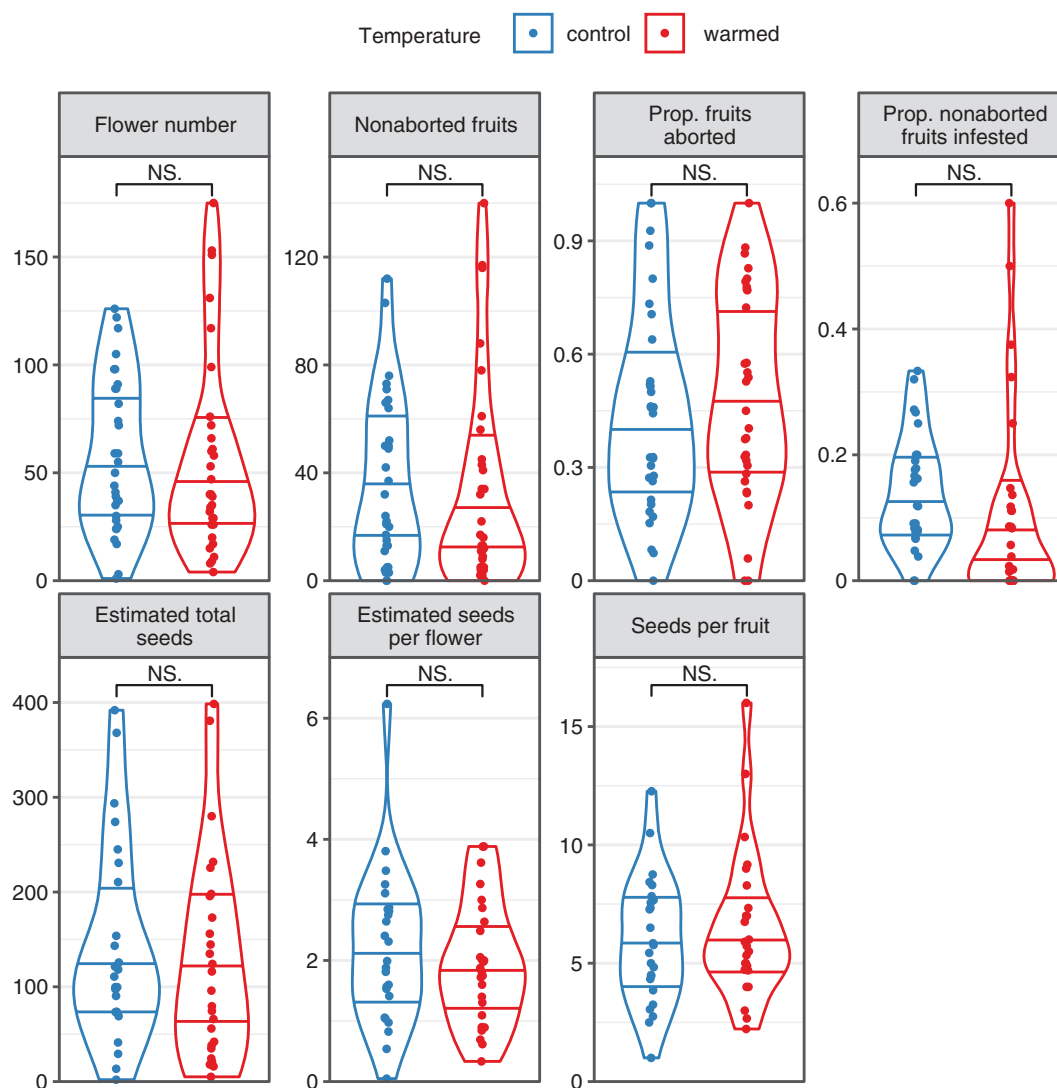 Temperature control warmed
Flower number
Nonaborted fruits
Prop. fruits
aborted
Prop. nonaborted
fruits infested
NS.
NS.
NS.
NS.
150
100
50
0
120
80
40
0
0.9
0.6
0.3
0
0.6
0.4
0.2
0
Estimated total
seeds
Estimated seeds
per flower
Seeds per fruit
NS.
NS.
NS.
400
300
200
100
0
6
4
2
0
15
10
5
0